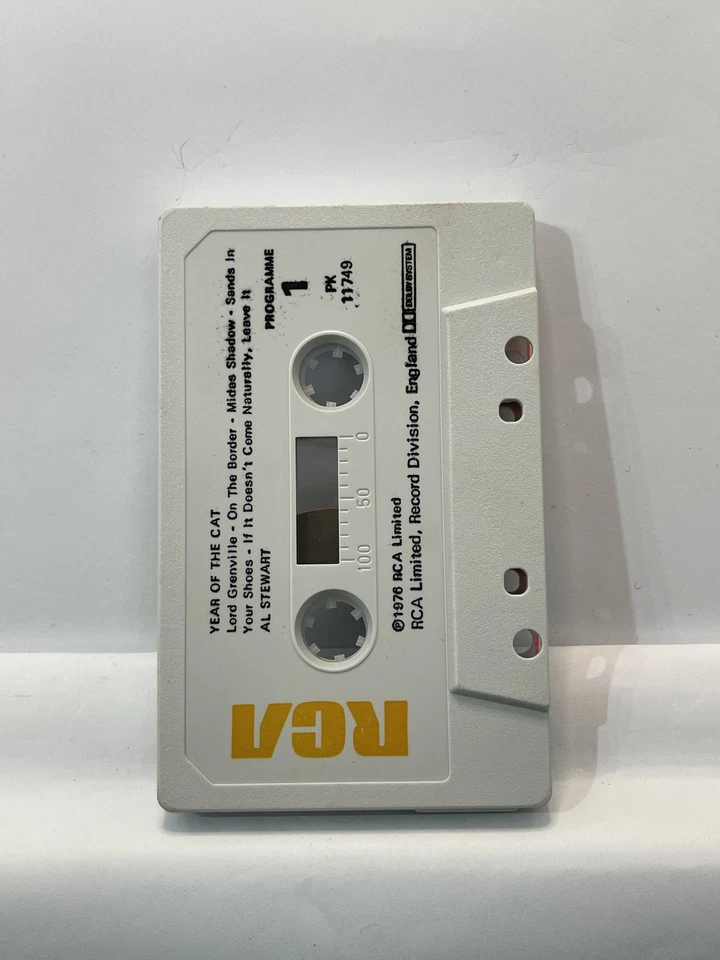 YEAR OF THE CAT
Lord Grenville - On The Border - Mides Shadow - Sands In
Your Shoes - If It Doesn't Come Naturally, Leave It
AL STEWART
PROGRAMME
1
PK
11749
100 50 0
℗1976 RCA Limited
RCA Limited, Record Division, England DOLBY SYSTEM
RCA